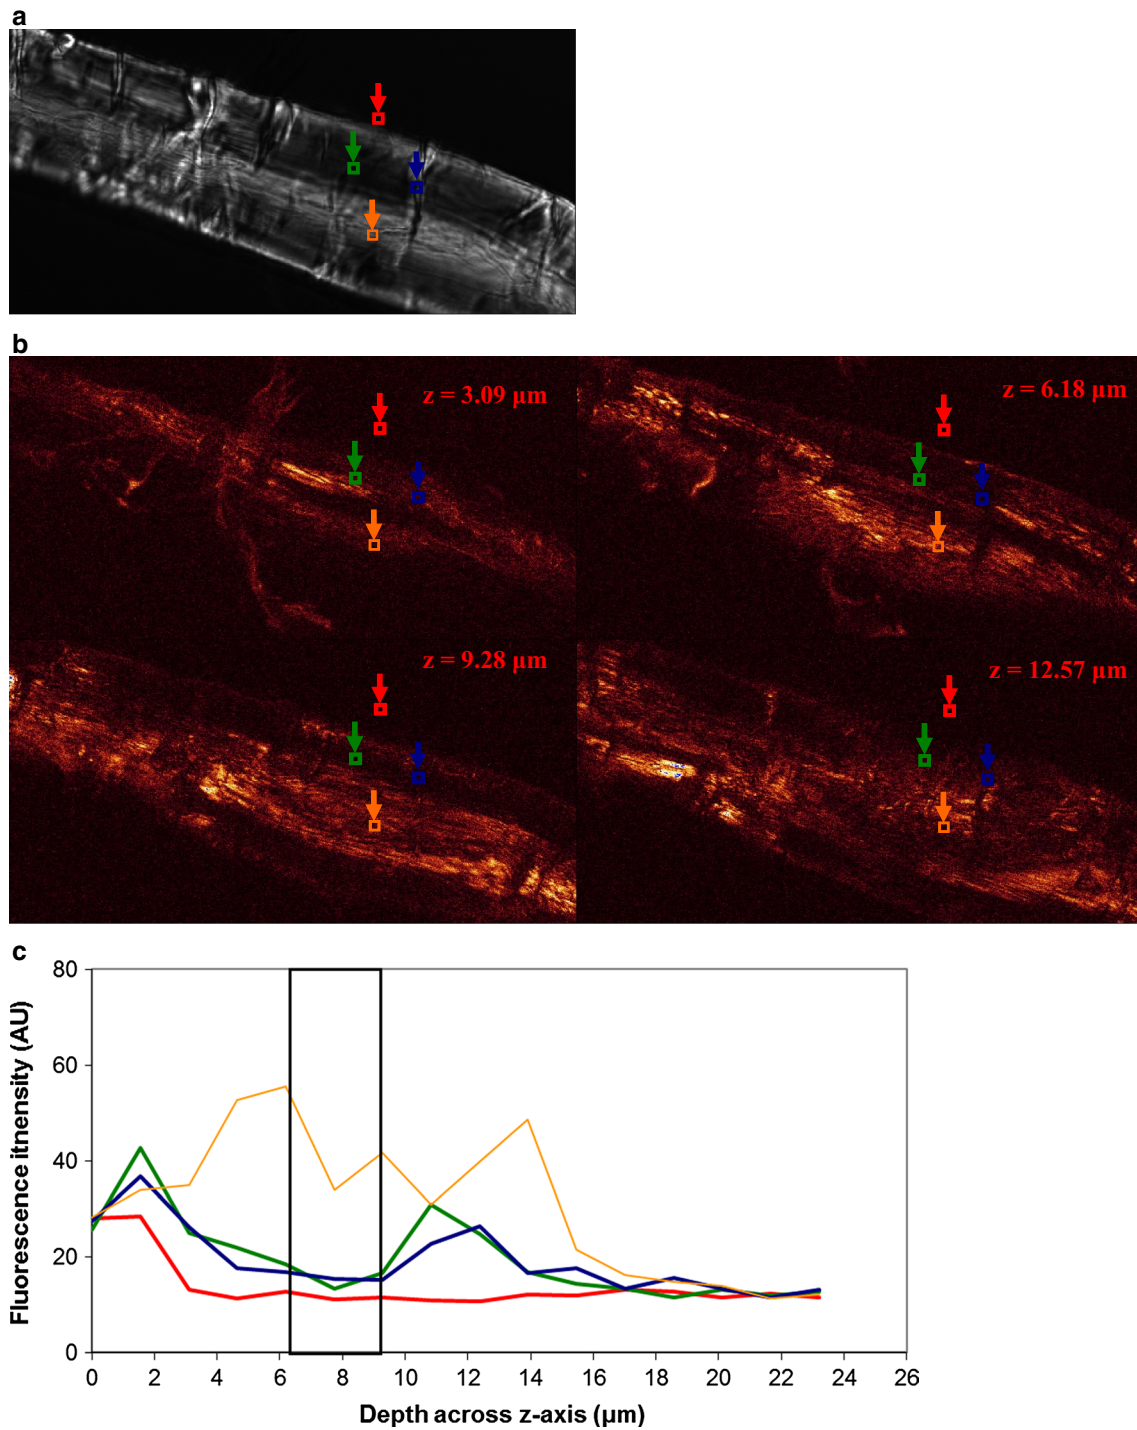 a
b
z = 3.09 µm
z = 6.18 µm
z = 9.28 µm
z = 12.57 µm
c
Fluorescence itnensity (AU)
80
60
40
20
0
0 2 4 6 8 10 12 14 16 18 20 22 24 26
Depth across z-axis (µm)